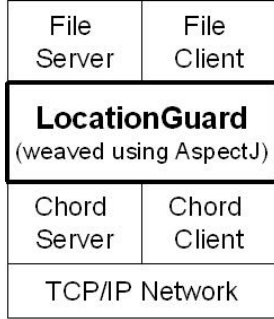 File File
Server Client
LocationGuard
(weaved using AspectJ)
Chord Chord
Server Client
TCP/IP Network